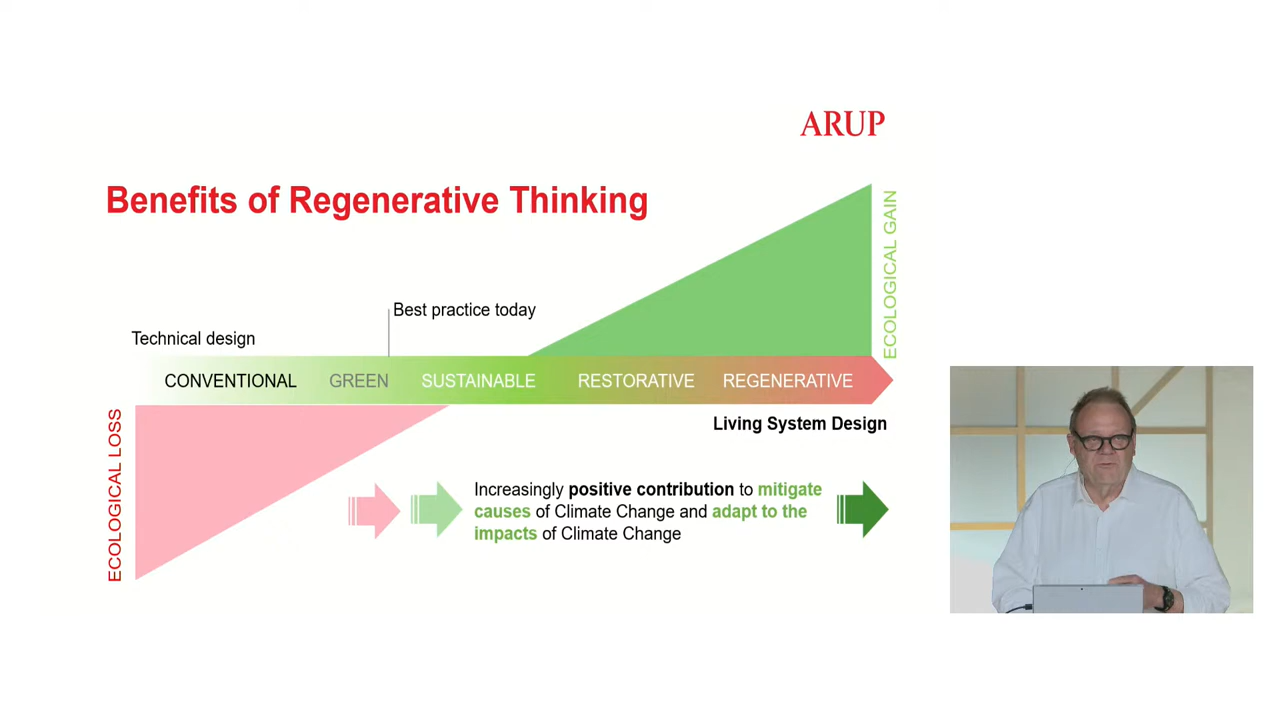 ARUP
Benefits of Regenerative Thinking
ECOLOGICAL GAIN
Best practice today
Technical design
CONVENTIONAL
GREEN
SUSTAINABLE
RESTORATIVE
REGENERATIVE
Living System Design
ECOLOGICAL LOSS
Increasingly positive contribution to mitigate
causes of Climate Change and adapt to the
impacts of Climate Change